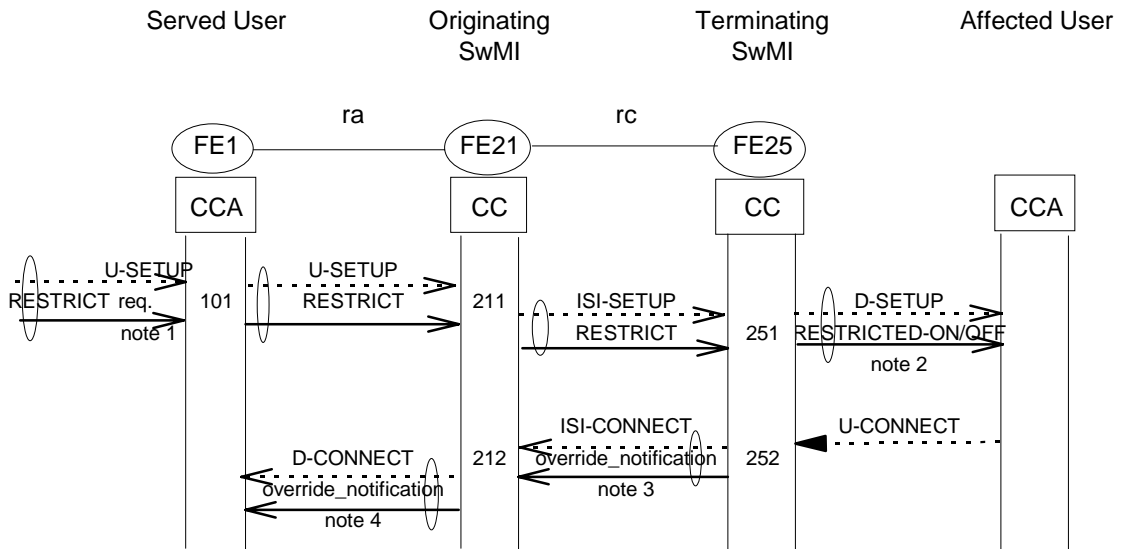 Served User
Originating
SwMI
Terminating
SwMI
Affected User
ra
rc
FE1
FE21
FE25
CCA
CC
CC
CCA
U-SETUP
RESTRICT req.
note 1
101
U-SETUP
RESTRICT
211
ISI-SETUP
RESTRICT
251
D-SETUP
RESTRICTED-ON/OFF
note 2
U-CONNECT
252
ISI-CONNECT
override_notification
note 3
212
D-CONNECT
override_notification
note 4